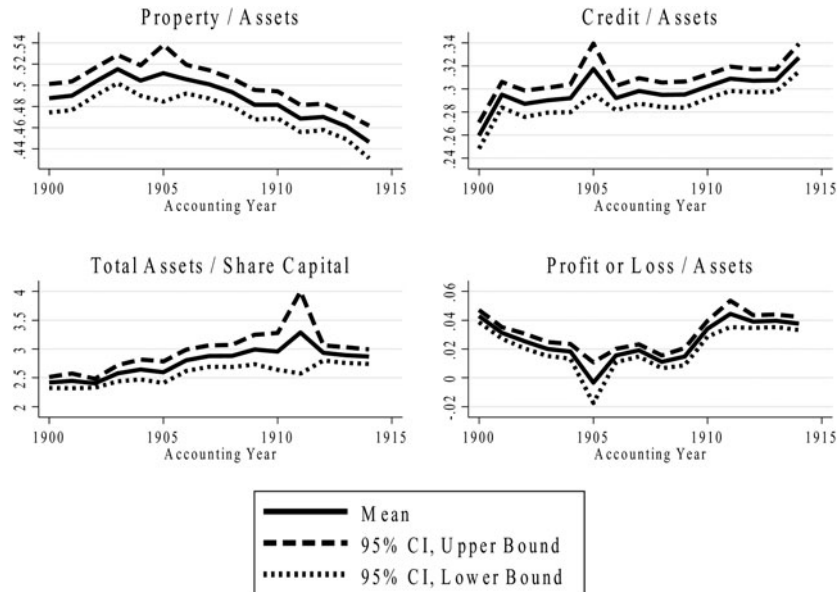 Property / Assets
.44.46.48 .5 .52.54
1900 1905 1910 1915
Accounting Year
Credit / Assets
.24 .26 .28 .3 .32 .34
1900 1905 1910 1915
Accounting Year
Total Assets / Share Capital
2 2.5 3 3.5 4
1900 1905 1910 1915
Accounting Year
Profit or Loss / Assets
-.02 0 .02 .04 .06
1900 1905 1910 1915
Accounting Year
Mean
95% CI, Upper Bound
95% CI, Lower Bound